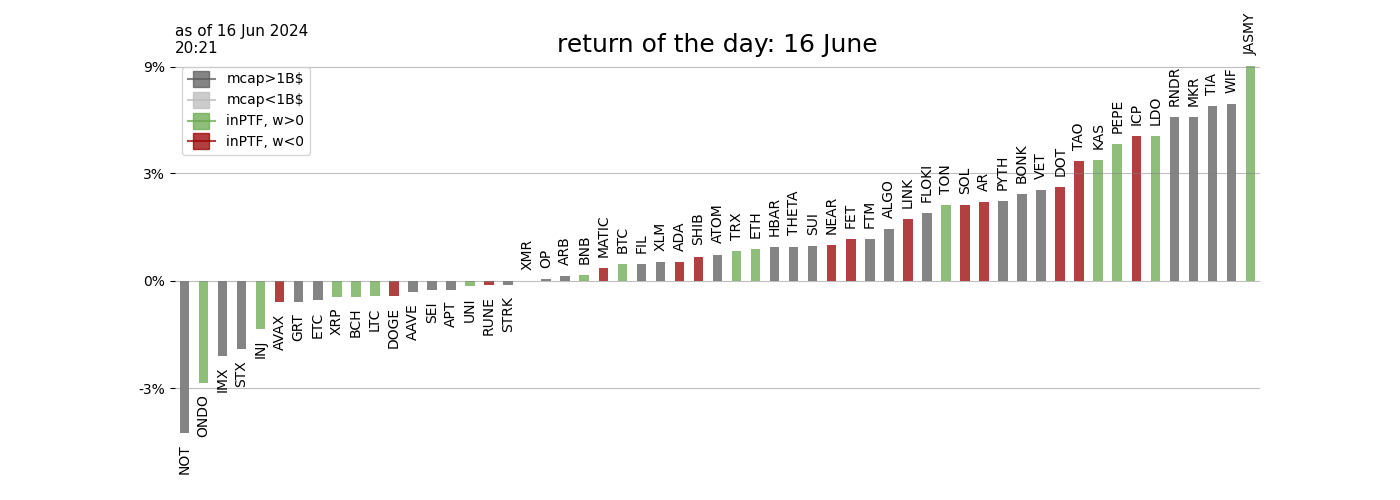 as of 16 Jun 2024
20:21
return of the day: 16 June
9%
3%
0%
-3%
mcap>1B$
mcap<1B$
inPTF, w>0
inPTF, w<0
NOT
ONDO
IMX
STX
INJ
AVAX
GRT
ETC
XRP
BCH
LTC
DOGE
AAVE
SEI
APT
UNI
RUNE
STRK
XMR
OP
ARB
BNB
MATIC
BTC
FIL
XLM
ADA
SHIB
ATOM
TRX
ETH
HBAR
THETA
SUI
NEAR
FET
FTM
ALGO
LINK
FLOKI
TON
SOL
AR
PYTH
BONK
VET
DOT
TAO
KAS
PEPE
ICP
LDO
RNDR
MKR
TIA
WIF
JASMY